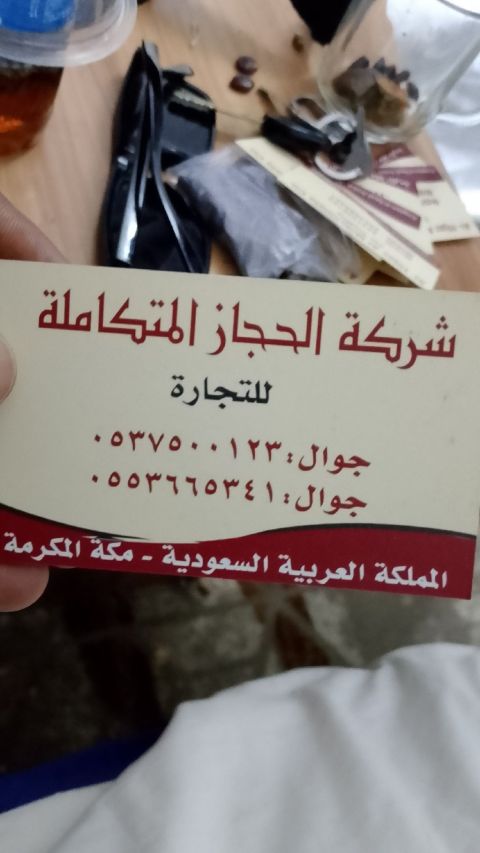 شركة الحجاز المتكاملة
للتجارة
جوال: ٠٥٣٧٥٠٠١٢٣
جوال: ٠٥٥٣٦٦٥٣٤١
المملكة العربية السعودية - مكة المكرمة